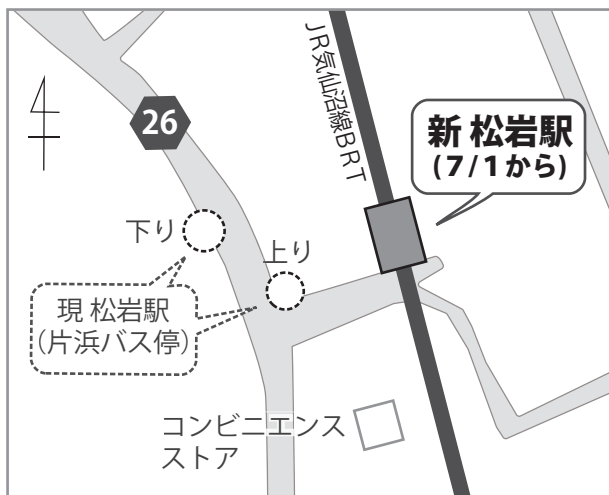 JR気仙沼線BRT
26
新 松岩駅
(7/1から)
下り
上り
現 松岩駅
(片浜バス停)
コンビニエンス
ストア